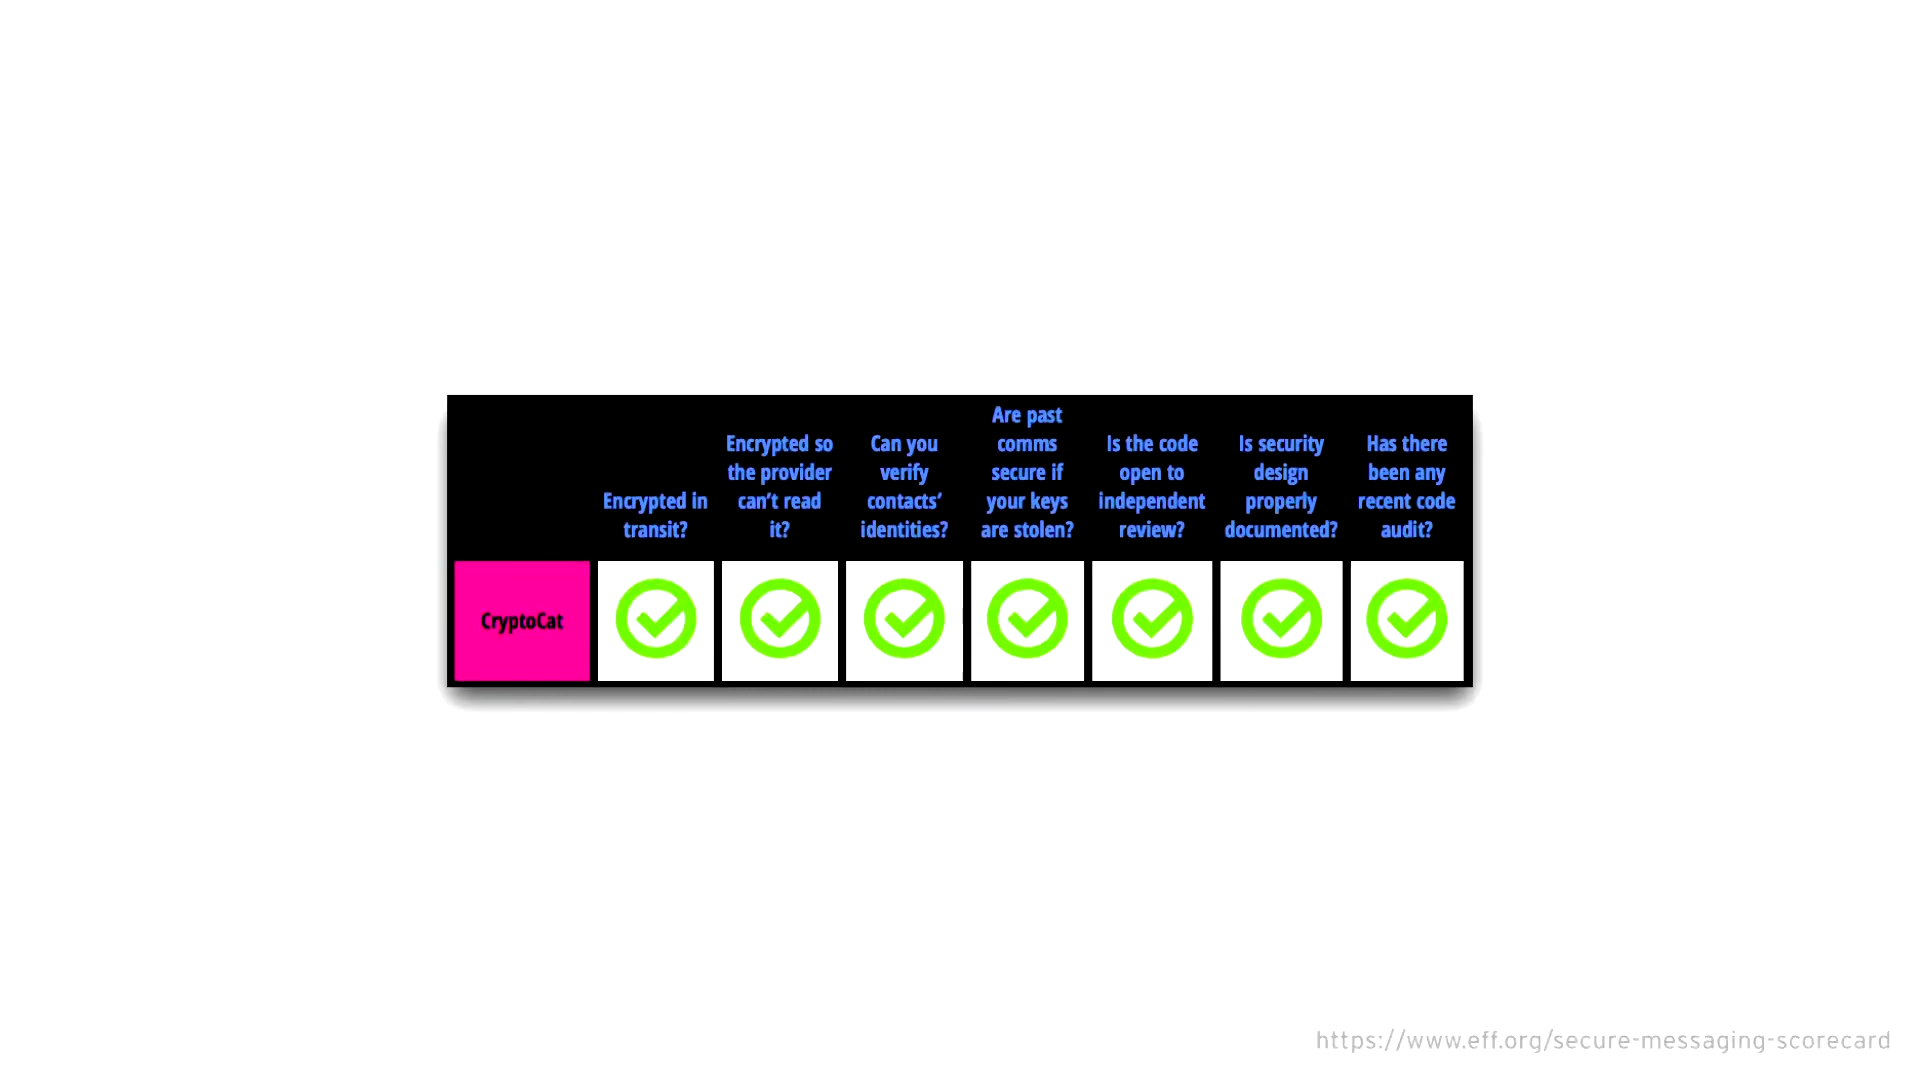 Encrypted in
transit?
Encrypted so
the provider
can't read
it?
Can you
verify
contacts’
identities?
Are past
comms
secure if
your keys
are stolen?
Is the code
open to
independent
review?
Is security
design
properly
documented?
Has there
been any
recent code
audit?
CryptoCat
https://www.eff.org/secure-messaging-scorecard